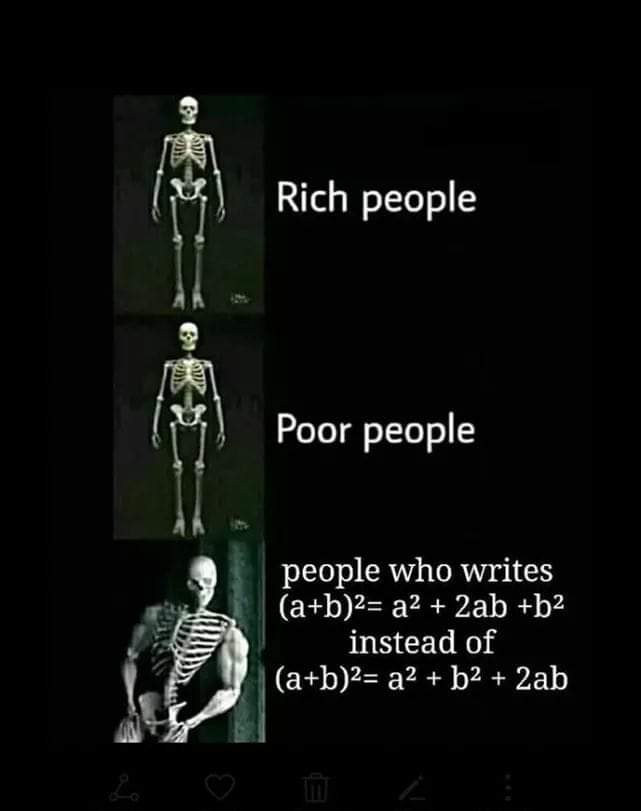 Rich people
Poor people
people who writes
(a+b)²= a² + 2ab +b²
instead of
(a+b)²= a² + b² + 2ab